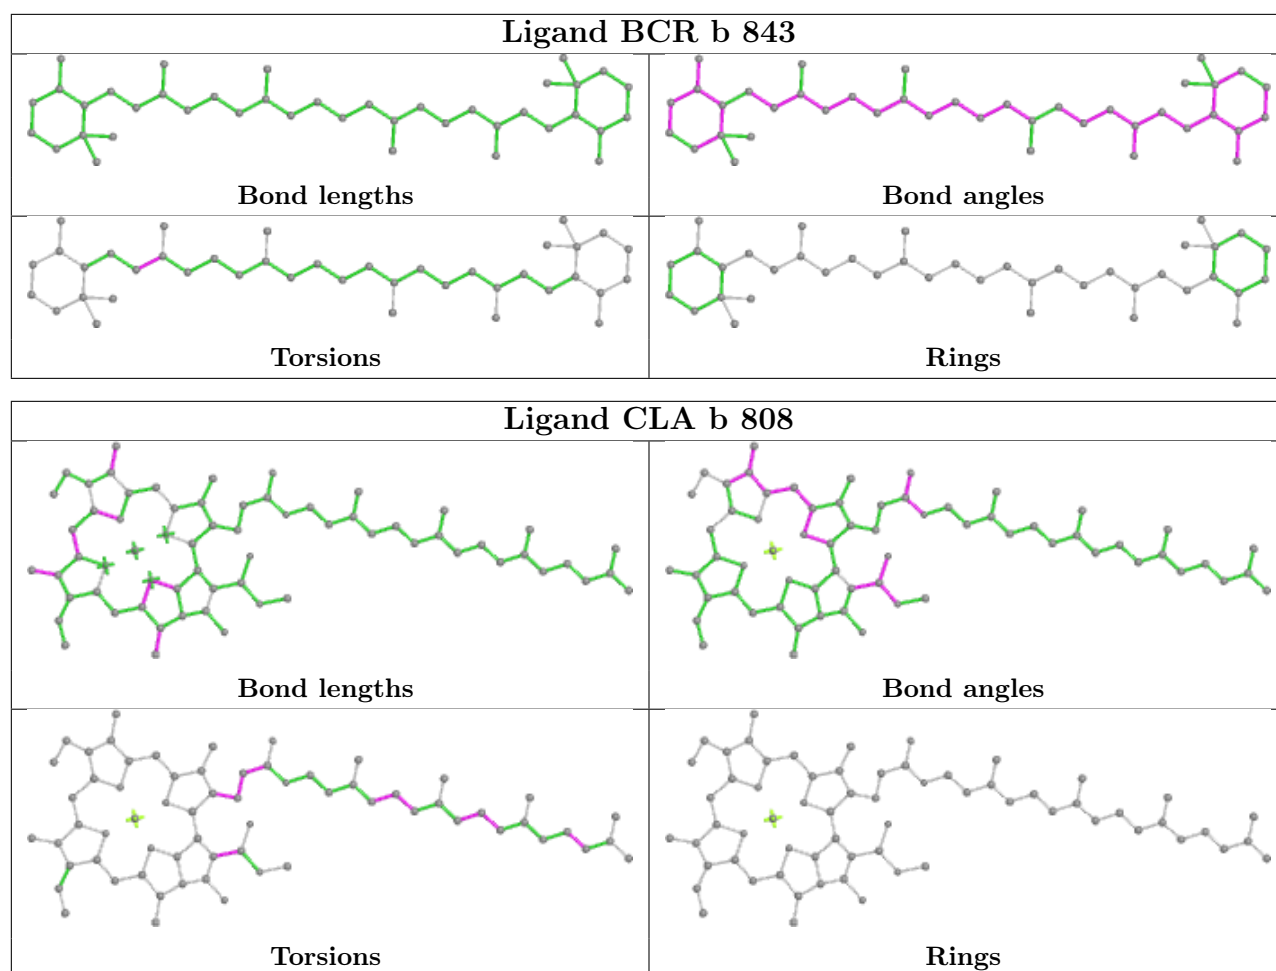 Ligand BCR b 843
Bond lengths
Bond angles
Torsions
Rings
Ligand CLA b 808
Bond lengths
Bond angles
Torsions
Rings